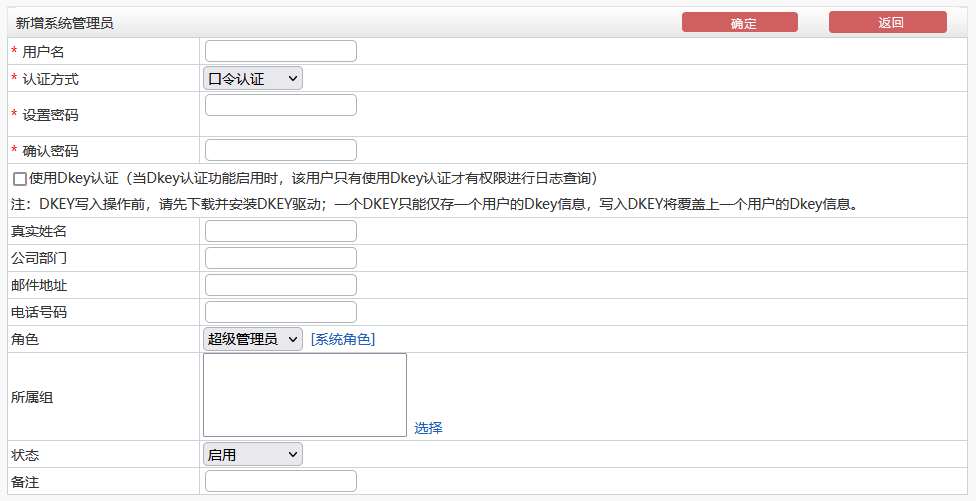 新增系统管理员 确定 返回
* 用户名
* 认证方式 口令认证
* 设置密码
* 确认密码
使用Dkey认证（当Dkey认证功能启用时，该用户只有使用Dkey认证才有权限进行日志查询）
注：DKEY写入操作前，请先下载并安装DKEY驱动；一个DKEY只能仅存一个用户的Dkey信息，写入DKEY将覆盖上一个用户的Dkey信息。
真实姓名
公司部门
邮件地址
电话号码
角色 超级管理员 [系统角色]
所属组 选择
状态 启用
备注